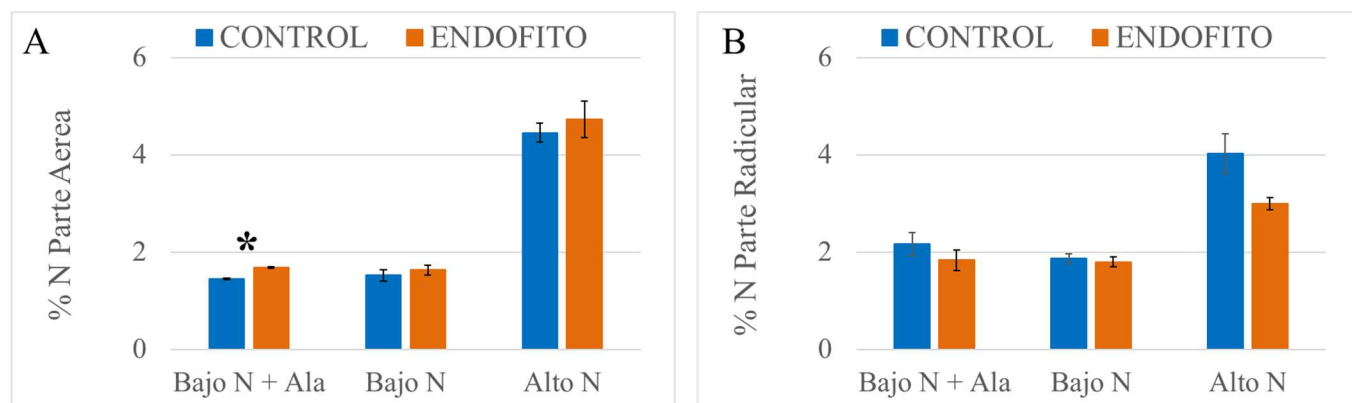 A
CONTROL ENDOFITO
% N Parte Aerea
6
4
2
0
*
Bajo N + Ala Bajo N Alto N
B
CONTROL ENDOFITO
% N Parte Radicular
6
4
2
0
Bajo N + Ala Bajo N Alto N